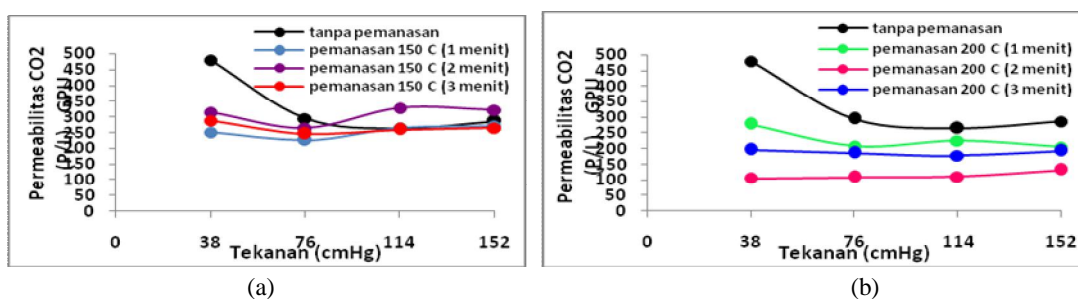 tanpa pemanasan
pemanasan 150 C (1 menit)
pemanasan 150 C (2 menit)
pemanasan 150 C (3 menit)
Permeabilitas CO2
(P/L) GPU
500
450
400
350
300
250
200
150
100
50
0
0 38 76 114 152
Tekanan (cmHg)
(a)
tanpa pemanasan
pemanasan 200 C (1 menit)
pemanasan 200 C (2 menit)
pemanasan 200 C (3 menit)
Permeabilitas CO2
(P/L) GPU
500
450
400
350
300
250
200
150
100
50
0
0 38 76 114 152
Tekanan (cmHg)
(b)